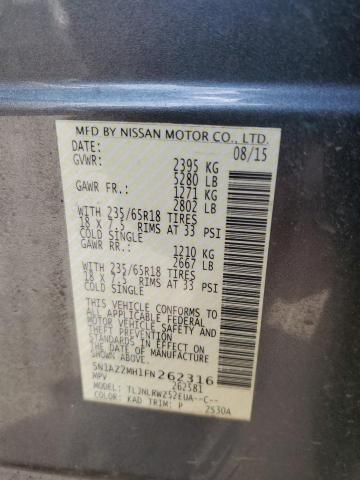 MFD BY NISSAN MOTOR CO., LTD.
DATE: 08/15
GVWR: 2395 KG
5280 LB
GAWR FR.: 1271 KG
2802 LB
WITH 235/65R18 TIRES
18 X 7.5 RIMS AT 33 PSI
COLD SINGLE
GAWR RR.: 1210 KG
2667 LB
WITH 235/65R18 TIRES
18 X 7.5 RIMS AT 33 PSI
COLD SINGLE
THIS VEHICLE CONFORMS TO ALL
APPLICABLE FEDERAL MOTOR
VEHICLE SAFETY AND
THEFT PREVENTION
STANDARDS IN EFFECT ON THE
DATE OF MANUFACTURE
SHOWN ABOVE.
5N1AZ2MH1FN262316
MPV 262581
MODEL: TLJNLRWZ52EUA--C--
COLOR: KAD TRIM: P 2530A